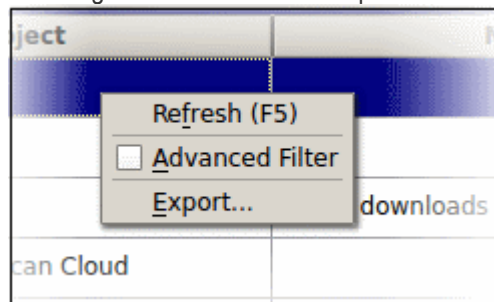 ject
Refresh (F5)
Advanced Filter
Export...
downloads
can Cloud